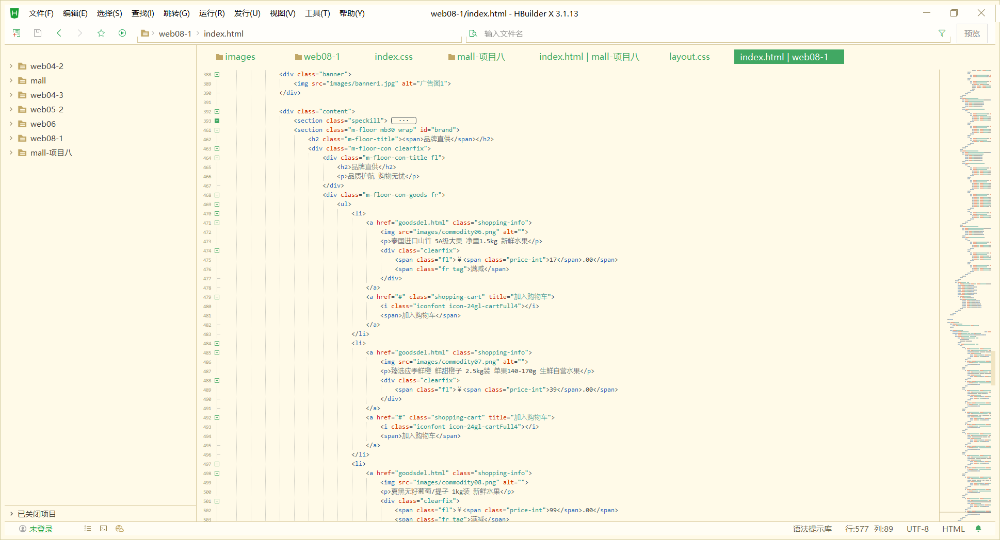 文件(F) 编辑(E) 选择(S) 查找(I) 跳转(G) 运行(R) 发行(U) 视图(V) 工具(T) 帮助(Y) web08-1/index.html - HBuilder X 3.1.13
web08-1 index.html 输入文件名 预览
images web08-1 index.css mall-项目八 index.html | mall-项目八 layout.css index.html | web08-1
web04-2
mall
web04-3
web05-2
web06
web08-1
mall-项目八
388 <div class="banner">
389 <img src="images/banner1.jpg" alt="广告图1">
390 </div>
391
392 <div class="content">
393 <section class="speckill"> ...
461 <section class="m-floor mb30 wrap" id="brand">
462 <h2 class="m-floor-title"><span>品牌直供</span></h2>
463 <div class="m-floor-con clearfix">
464 <div class="m-floor-con-title fl">
465 <h2>品牌直供</h2>
466 <p>品质护航 购物无忧</p>
467 </div>
468 <div class="m-floor-con-goods fr">
469 <ul>
470 <li>
471 <a href="goodsdel.html" class="shopping-info">
472 <img src="images/commodity06.png" alt="">
473 <p>泰国进口山竹 5A级大果 净重1.5kg 新鲜水果</p>
474 <div class="clearfix">
475 <span class="fl">¥<span class="price-int">17</span>.00</span>
476 <span class="fr tag">满减</span>
477 </div>
478 </a>
479 <a href="#" class="shopping-cart" title="加入购物车">
480 <i class="iconfont icon-24gl-cartFull4"></i>
481 <span>加入购物车</span>
482 </a>
483 </li>
484 <li>
485 <a href="goodsdel.html" class="shopping-info">
486 <img src="images/commodity07.png" alt="">
487 <p>臻选应季鲜橙 鲜甜橙子 2.5kg装 单果140-170g 生鲜自营水果</p>
488 <div class="clearfix">
489 <span class="fl">¥<span class="price-int">39</span>.00</span>
490 </div>
491 </a>
492 <a href="#" class="shopping-cart" title="加入购物车">
493 <i class="iconfont icon-24gl-cartFull4"></i>
494 <span>加入购物车</span>
495 </a>
496 </li>
497 <li>
498 <a href="goodsdel.html" class="shopping-info">
499 <img src="images/commodity08.png" alt="">
500 <p>夏黑无籽葡萄/提子 1kg装 新鲜水果</p>
501 <div class="clearfix">
502 <span class="fl">¥<span class="price-int">99</span>.00</span>
503 <span class="fr tag">满减</span>
已关闭项目
未登录 语法提示库 行:577 列:89 UTF-8 HTML